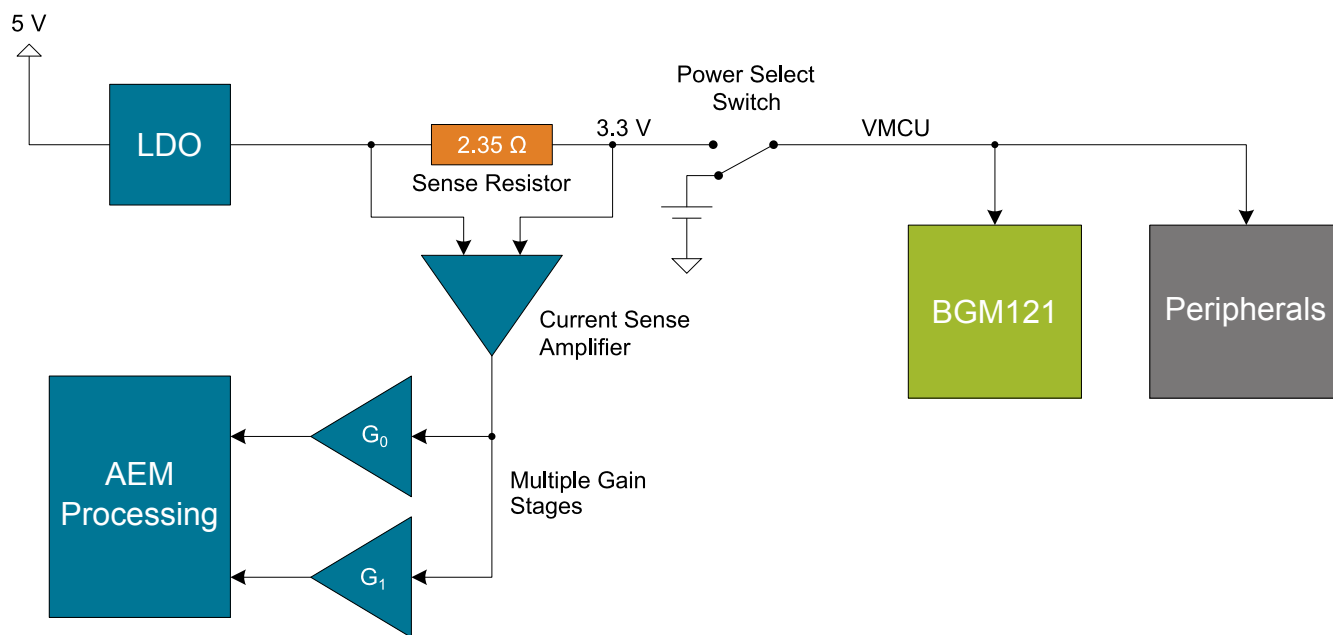 5 V
LDO
2.35 Ω
Sense Resistor
3.3 V
Power Select
Switch
VMCU
BGM121
Peripherals
Current Sense
Amplifier
AEM
Processing
G₀
G₁
Multiple Gain
Stages